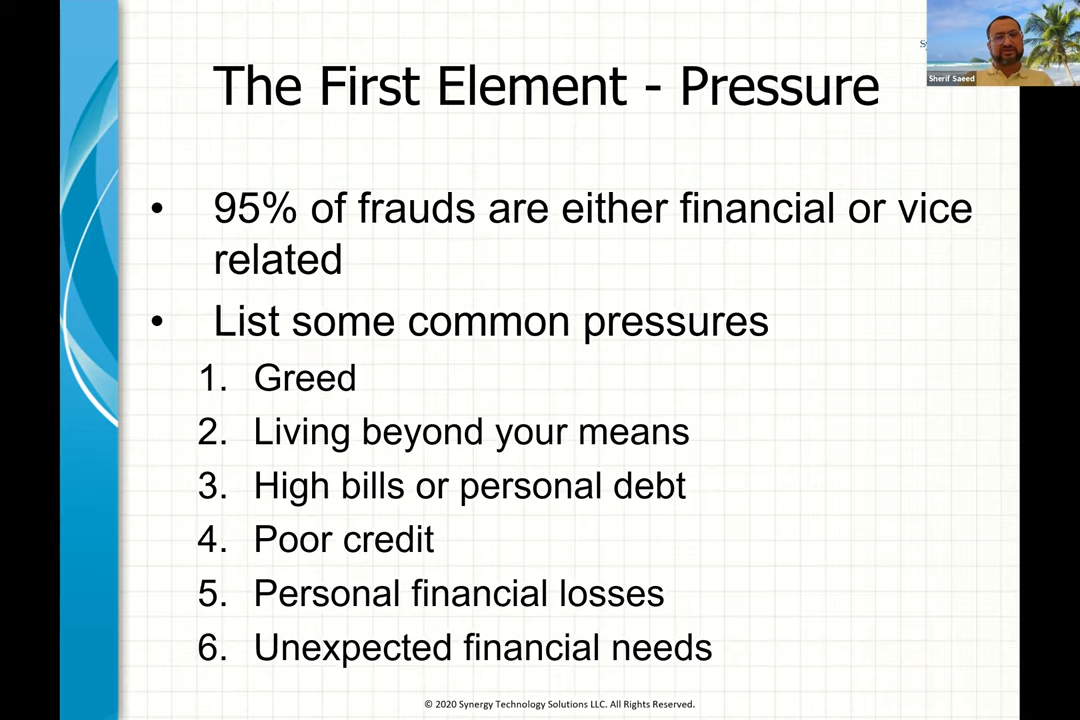 The First Element - Pressure
Sherif Saeed
• 95% of frauds are either financial or vice
related
• List some common pressures
1. Greed
2. Living beyond your means
3. High bills or personal debt
4. Poor credit
5. Personal financial losses
6. Unexpected financial needs
© 2020 Synergy Technology Solutions LLC. All Rights Reserved.